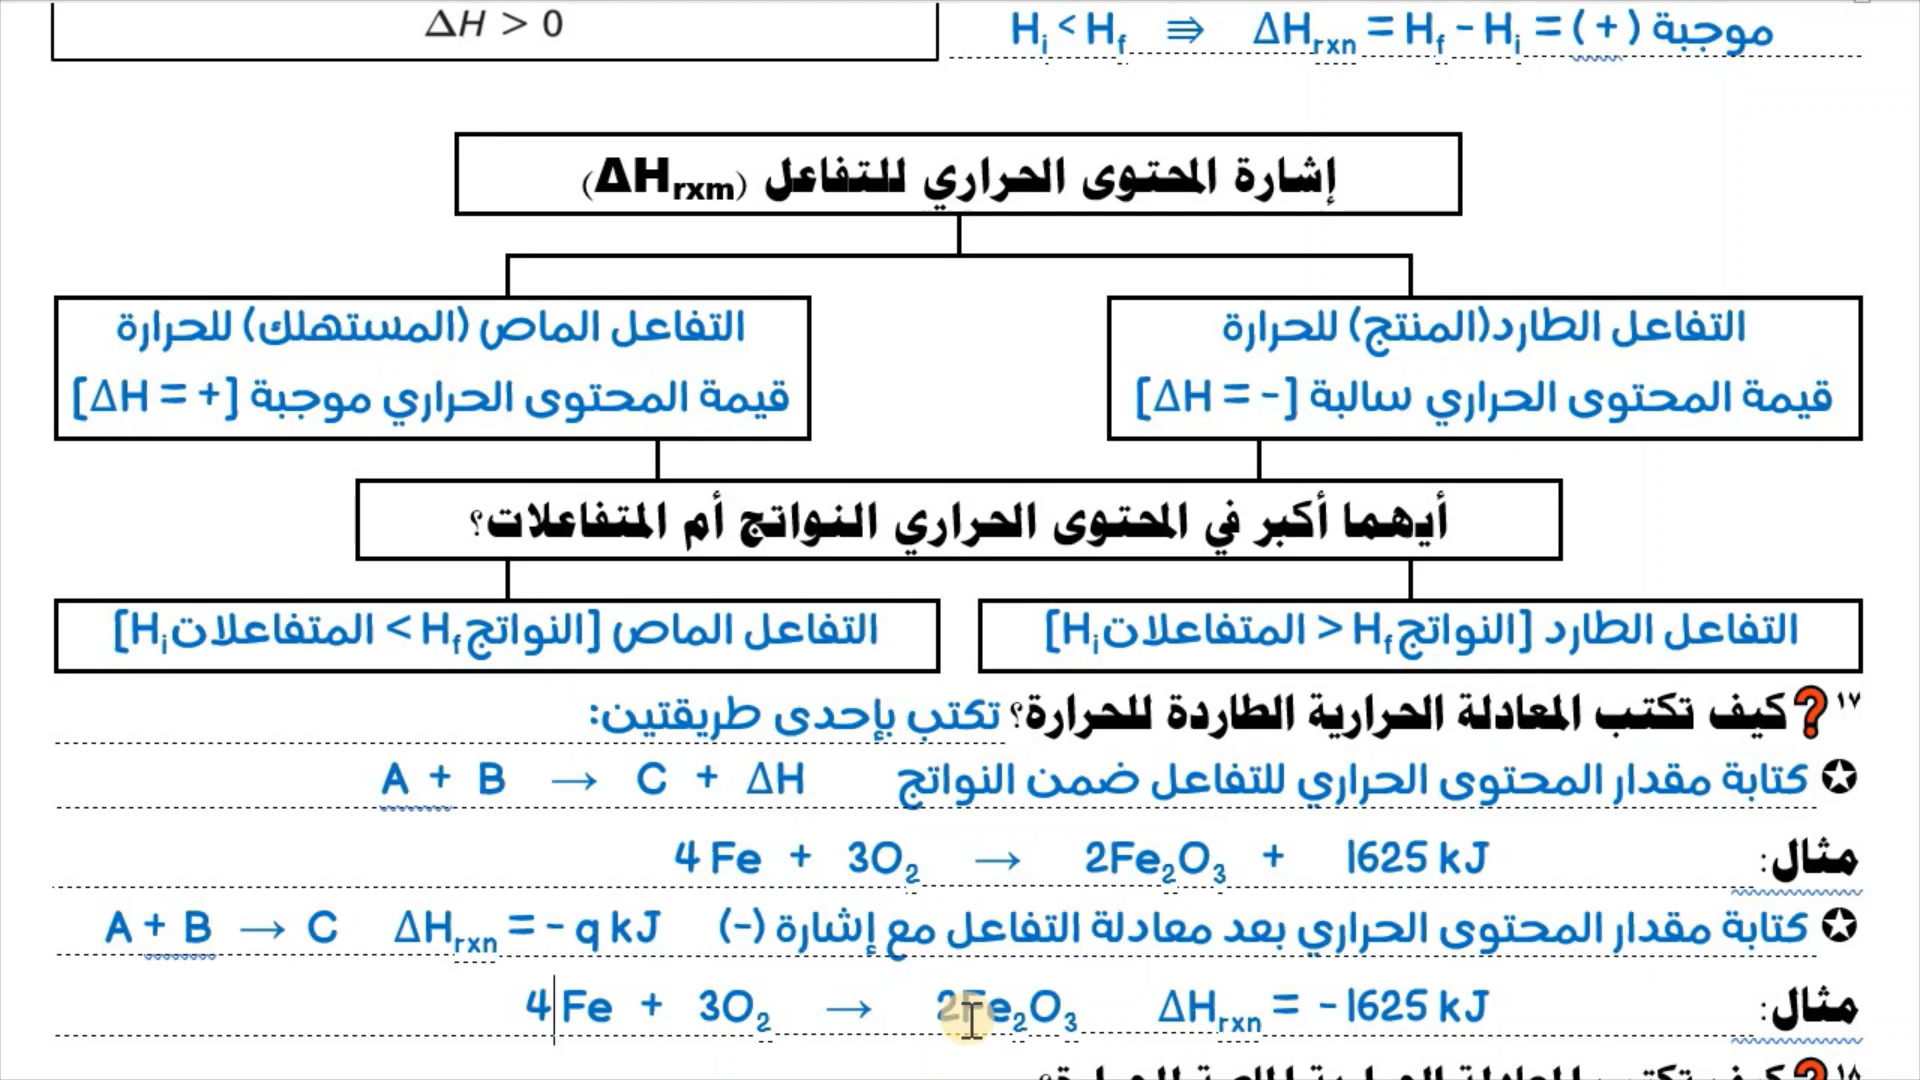 H_i < H_f ⇛ ΔH_rxn = H_f - H_i = (+) موجبة
ΔH > 0
إشارة المحتوى الحراري للتفاعل (ΔH_rxm)
التفاعل الطارد(المنتج) للحرارة
قيمة المحتوى الحراري سالبة [ΔH = -]
التفاعل الماص (المستهلك) للحرارة
قيمة المحتوى الحراري موجبة [ΔH = +]
أيهما أكبر في المحتوى الحراري النواتج أم المتفاعلات؟
التفاعل الطارد [النواتج H_f < المتفاعلات H_i]
التفاعل الماص [النواتج H_f > المتفاعلات H_i]
١٧ ❓ كيف تكتب المعادلة الحرارية الطاردة للحرارة؟ تكتب بإحدى طريقتين:
✪ كتابة مقدار المحتوى الحراري للتفاعل ضمن النواتج A + B → C + ΔH
مثال: 4 Fe + 3O₂ → 2Fe₂O₃ + 1625 kJ
✪ كتابة مقدار المحتوى الحراري بعد معادلة التفاعل مع إشارة (-) A + B → C ΔH_rxn = - q kJ
مثال: 4 Fe + 3O₂ → 2Fe₂O₃ ΔH_rxn = - 1625 kJ